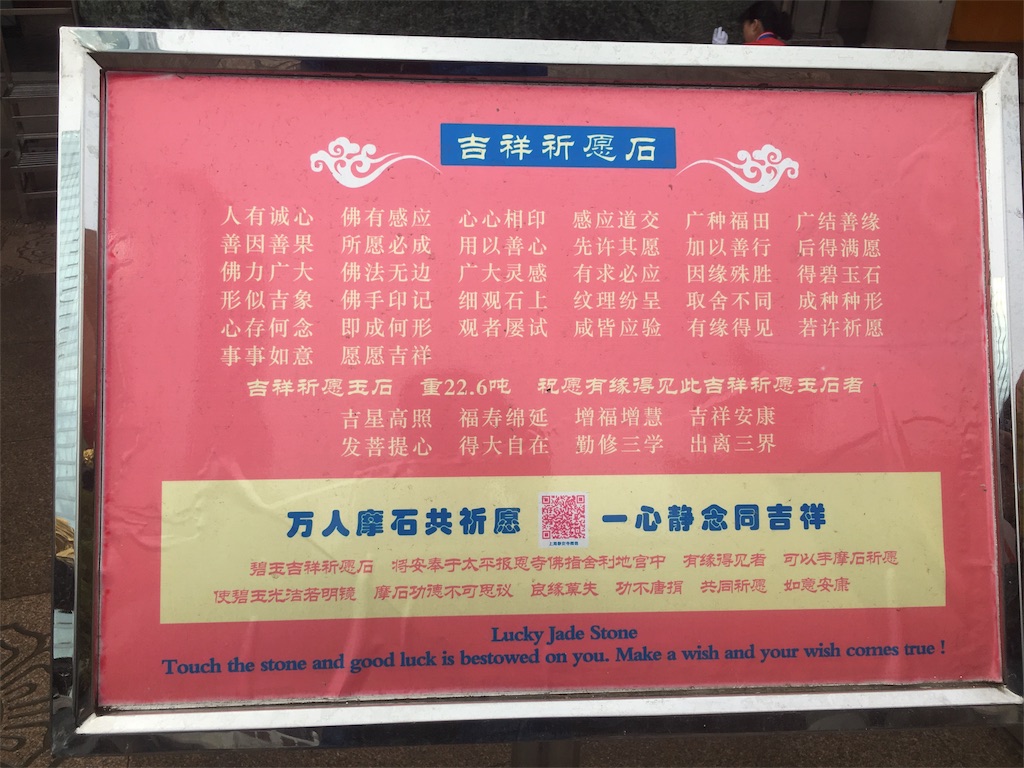 吉祥祈愿石
人有诚心 佛有感应 心心相印 感应道交 广种福田 广结善缘
善因善果 所愿必成 用以善心 先许其愿 加以善行 后得满愿
佛力广大 佛法无边 广大灵感 有求必应 因缘殊胜 得碧玉石
形似吉象 佛手印记 细观石上 纹理纷呈 取舍不同 成种种形
心存何念 即成何形 观者屡试 咸皆应验 有缘得见 若许祈愿
事事如意 愿愿吉祥
吉祥祈愿玉石 重22.6吨 祝愿有缘得见此吉祥祈愿玉石者
吉星高照 福寿绵延 增福增慧 吉祥安康
发菩提心 得大自在 勤修三学 出离三界
万人摩石共祈愿 一心静念同吉祥
碧玉吉祥祈愿石 将安奉于太平报恩寺佛指舍利地宫中 有缘得见者 可以手摩石祈愿
使碧玉光洁若明镜 摩石功德不可思议 良缘莫失 功不唐捐 共同祈愿 如意安康
Lucky Jade Stone
Touch the stone and good luck is bestowed on you. Make a wish and your wish comes true !